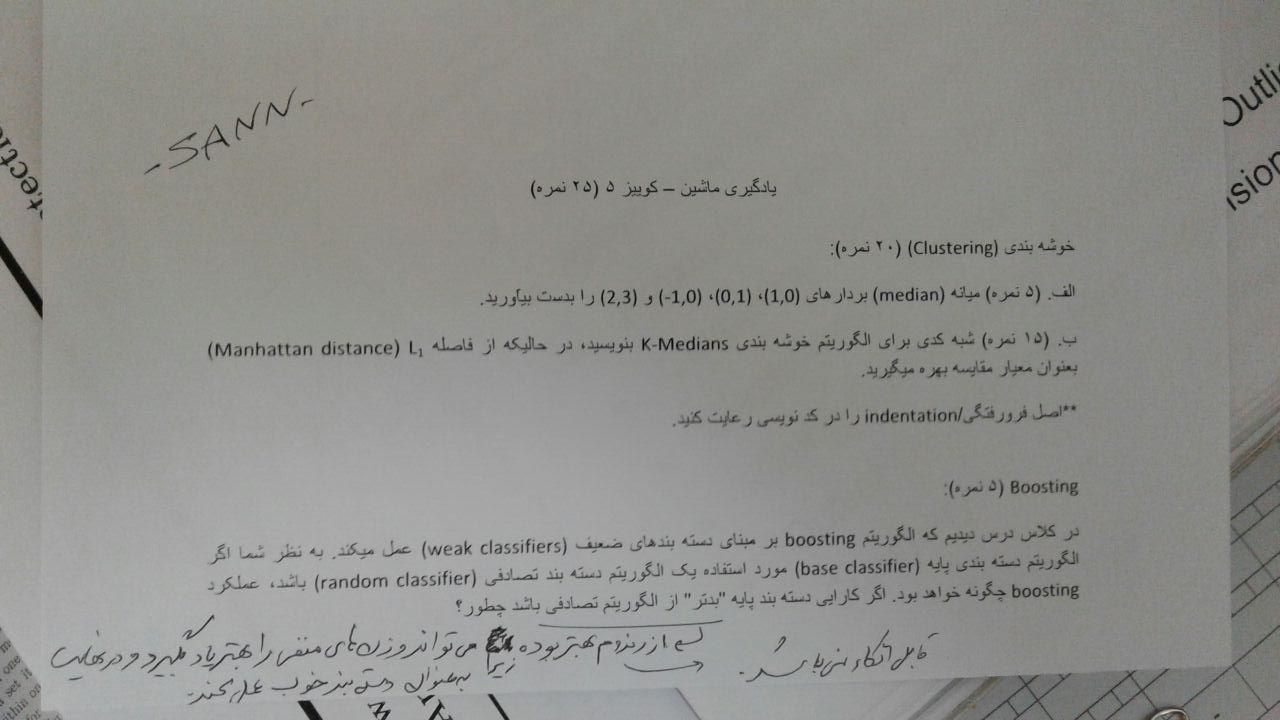 -SANN-
یادگیری ماشین – کوییز ۵ (۲۵ نمره)
خوشه بندی (Clustering) (۲۰ نمره):
الف. (۵ نمره) میانه (median) بردارهای (1,0)، (0,1)، (-1,0) و (2,3) را بدست بیاورید.
ب. (۱۵ نمره) شبه کدی برای الگوریتم خوشه بندی K-Medians بنویسید، در حالیکه از فاصله L₁ (Manhattan distance)
بعنوان معیار مقایسه بهره میگیرید.
**اصل فرورفتگی/indentation را در کد نویسی رعایت کنید.
Boosting (۵ نمره):
در کلاس درس دیدیم که الگوریتم boosting بر مبنای دسته بندهای ضعیف (weak classifiers) عمل میکند. به نظر شما اگر
الگوریتم دسته بندی پایه (base classifier) مورد استفاده یک الگوریتم دسته بند تصادفی (random classifier) باشد، عملکرد
boosting چگونه خواهد بود. اگر کارایی دسته بند پایه "بدتر" از الگوریتم تصادفی باشد چطور؟
قابل اتکاء نمی باشد.
از رندوم بهتر بوده زیرا می تواند وزن های منفی را بهتر یاد بگیرد و در نهایت
به عنوان دسته بند خوب عمل کند.
Outli
sion